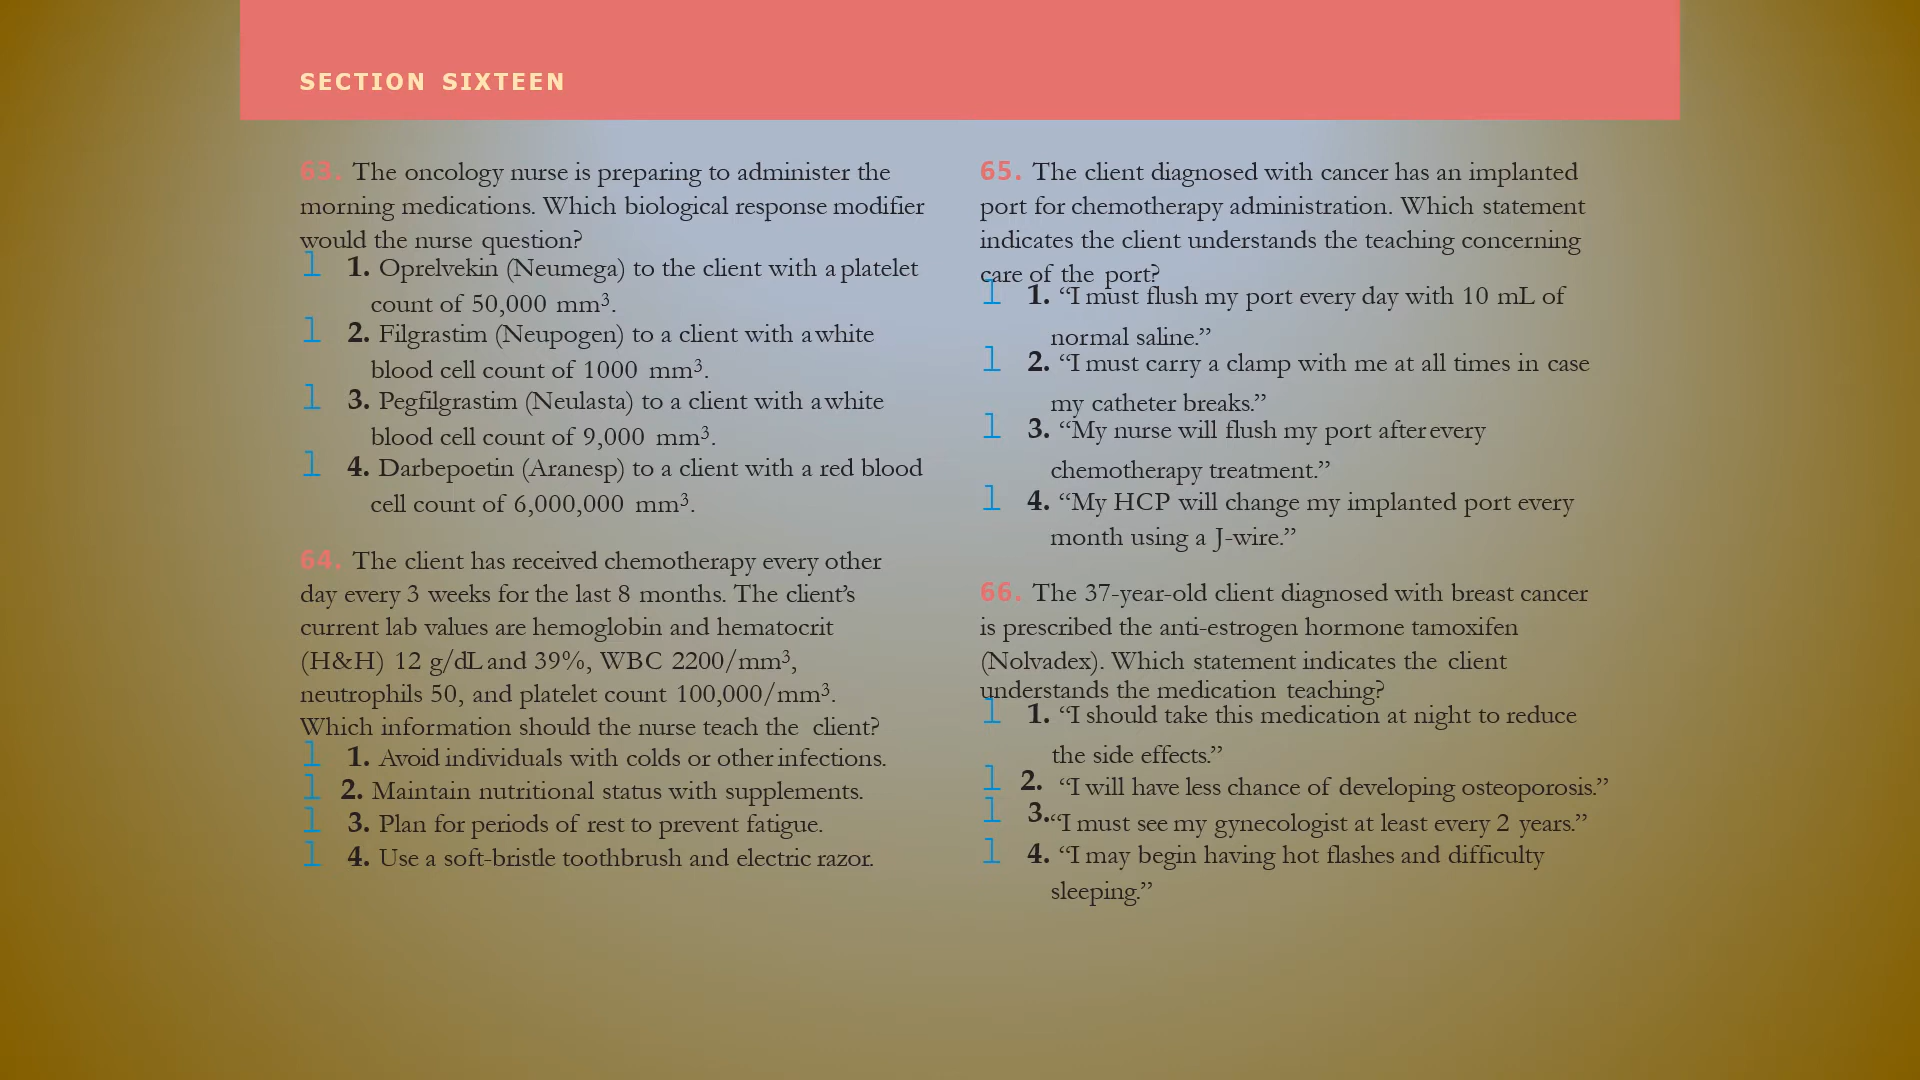 SECTION SIXTEEN
63. The oncology nurse is preparing to administer the
morning medications. Which biological response modifier
would the nurse question?
l 1. Oprelvekin (Neumega) to the client with a platelet
count of 50,000 mm³.
l 2. Filgrastim (Neupogen) to a client with a white
blood cell count of 1000 mm³.
l 3. Pegfilgrastim (Neulasta) to a client with a white
blood cell count of 9,000 mm³.
l 4. Darbepoetin (Aranesp) to a client with a red blood
cell count of 6,000,000 mm³.
64. The client has received chemotherapy every other
day every 3 weeks for the last 8 months. The client’s
current lab values are hemoglobin and hematocrit
(H&H) 12 g/dL and 39%, WBC 2200/mm³,
neutrophils 50, and platelet count 100,000/mm³.
Which information should the nurse teach the client?
l 1. Avoid individuals with colds or other infections.
l 2. Maintain nutritional status with supplements.
l 3. Plan for periods of rest to prevent fatigue.
l 4. Use a soft-bristle toothbrush and electric razor.
65. The client diagnosed with cancer has an implanted
port for chemotherapy administration. Which statement
indicates the client understands the teaching concerning
care of the port?
l 1. “I must flush my port every day with 10 mL of
normal saline.”
l 2. “I must carry a clamp with me at all times in case
my catheter breaks.”
l 3. “My nurse will flush my port after every
chemotherapy treatment.”
l 4. “My HCP will change my implanted port every
month using a J-wire.”
66. The 37-year-old client diagnosed with breast cancer
is prescribed the anti-estrogen hormone tamoxifen
(Nolvadex). Which statement indicates the client
understands the medication teaching?
l 1. “I should take this medication at night to reduce
the side effects.”
l 2. “I will have less chance of developing osteoporosis.”
l 3. “I must see my gynecologist at least every 2 years.”
l 4. “I may begin having hot flashes and difficulty
sleeping.”